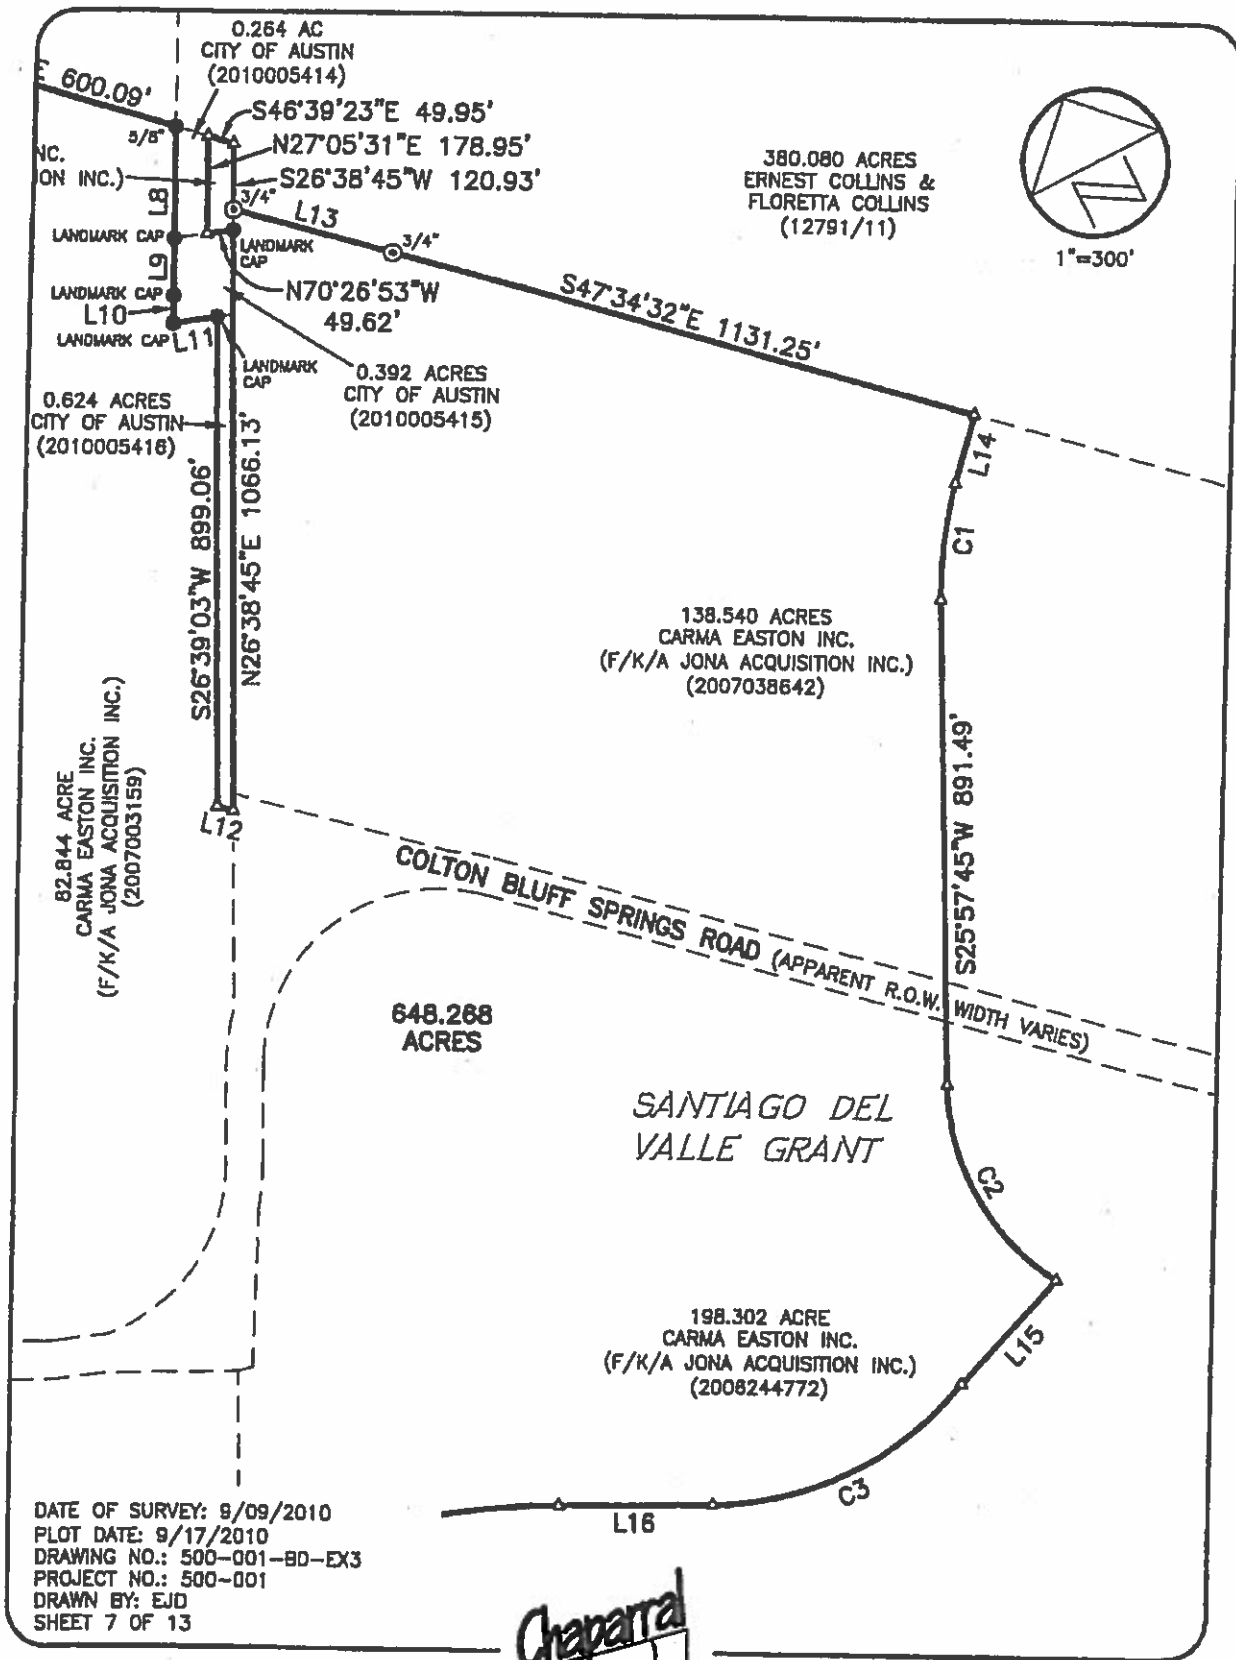 0.264 AC
CITY OF AUSTIN
(2010005414)
E 600.09'
S46°39'23"E 49.95'
5/8"
N27°05'31"E 178.95'
NC.
ON INC.)
S26°38'45"W 120.93'
380.080 ACRES
ERNEST COLLINS &
FLORETTA COLLINS
(12791/11)
1"=300'
L8
3/4"
L13
3/4"
LANDMARK CAP
LANDMARK
CAP
L9
S47°34'32"E 1131.25'
LANDMARK CAP
N70°26'53"W
49.62'
L10
LANDMARK CAP
L11
LANDMARK
CAP
0.392 ACRES
CITY OF AUSTIN
(2010005415)
0.624 ACRES
CITY OF AUSTIN
(2010005416)
L14
C1
S26°39'03"W 899.06'
N26°38'45"E 1066.13'
138.540 ACRES
CARMA EASTON INC.
(F/K/A JONA ACQUISITION INC.)
(2007038642)
82.844 ACRE
CARMA EASTON INC.
(F/K/A JONA ACQUISITION INC.)
(2007003159)
S25°57'45"W 891.49'
L12
COLTON BLUFF SPRINGS ROAD (APPARENT R.O.W. WIDTH VARIES)
648.268
ACRES
SANTIAGO DEL
VALLE GRANT
C2
198.302 ACRE
CARMA EASTON INC.
(F/K/A JONA ACQUISITION INC.)
(2006244772)
L15
C3
L16
DATE OF SURVEY: 9/09/2010
PLOT DATE: 9/17/2010
DRAWING NO.: 500-001-BD-EX3
PROJECT NO.: 500-001
DRAWN BY: EJD
SHEET 7 OF 13
Chaparral